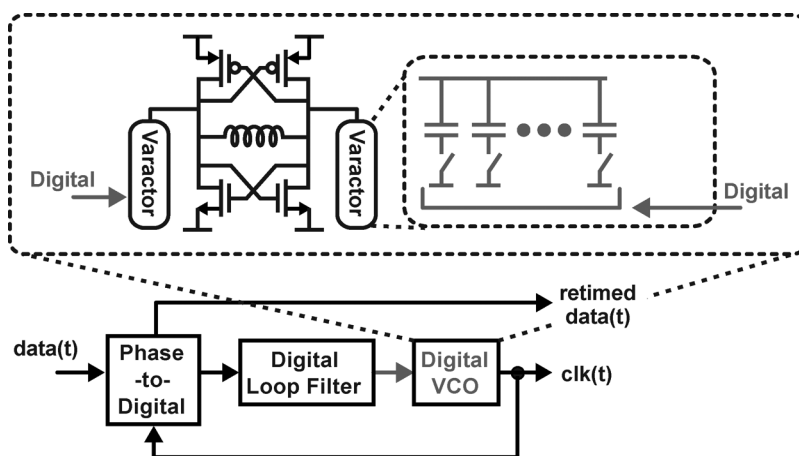 Varactor
Varactor
Digital
Digital
retimed
data(t)
data(t)
Phase
-to-
Digital
Digital
Loop Filter
Digital
VCO
clk(t)